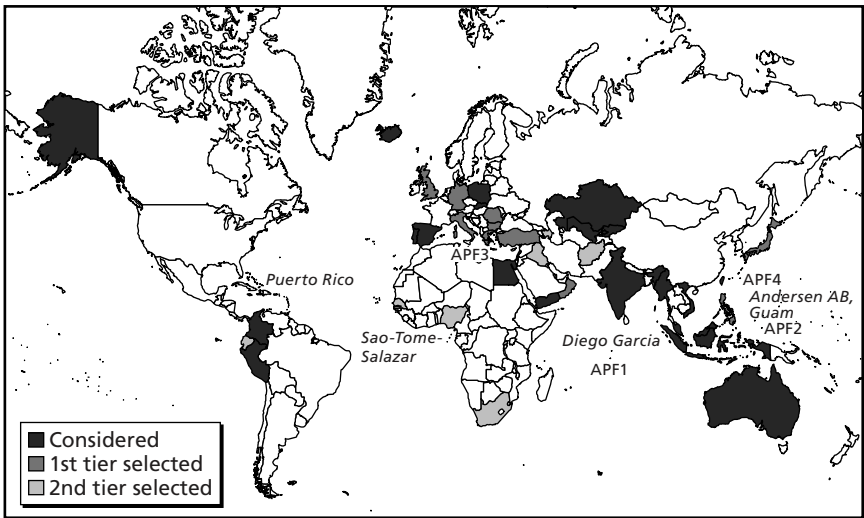 Puerto Rico
APF3
Sao-Tome-
Salazar
Diego Garcia
APF1
APF4
Andersen AB,
Guam
APF2
Considered
1st tier selected
2nd tier selected